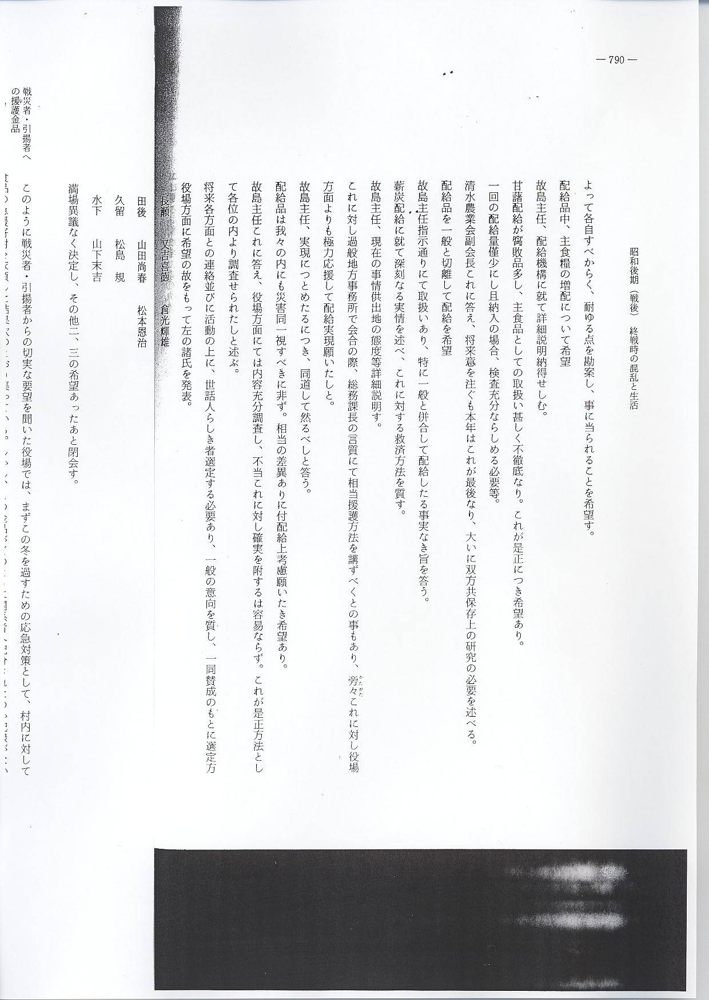 ― 790 ―
昭和後期（戦後）　終戦時の混乱と生活
よって各自すべからく、耐ゆる点を勘案し、事に当られることを希望す。
配給品中、主食糧の増配について希望
故島主任、配給機構に就て詳細説明納得せしむ。
甘諸配給が腐敗品多し、主食品としての取扱い甚しく不徹底なり。これが是正につき希望あり。
一回の配給量僅少にし且納入の場合、検査充分ならしめる必要等。
清水農業会副会長これに答え、将来意を注ぐも本年はこれが最後なり、大いに双方共保存上の研究の必要を述べる。
配給品を一般と切離して配給を希望
故島主任指示通りにて取扱いあり、特に一般と併合して配給したる事実なき旨を答う。
薪炭配給に就て深刻なる実情を述べ、これに対する救済方法を質す。
故島主任、現在の事情供出地の態度等詳細説明す。
これに対し過般地方事務所で会合の際、総務課長の言質にて相当援護方法を講ずべくとの事もあり、旁々かたがたこれに対し役場
方面よりも極力応援して配給実現願いたしと。
故島主任、実現につとめたるにつき、同道して然るべしと答う。
配給品は我々の内にも災害同一視すべきに非ず。相当の差異ありに付配給上考慮願いたき希望あり。
故島主任これに答え、役場方面にては内容充分調査し、不当これに対し確実を附するは容易ならず。これが是正方法とし
て各位の内より調査せられたしと述ぶ。
将来各方面との連絡並びに活動の上に、世話人らしき者選定する必要あり、一般の意向を質し、一同賛成のもとに選定方
役場方面に希望の故をもって左の諸氏を発表。
長瀬　又吉喜徳　倉光輝雄
田後　山田尚春　松本恩治
久留　松島　規
水下　山下末吉
満場異議なく決定し、その他二、三の希望あったあと閉会す。
戦災者・引揚者へ
の援護金品
このように戦災者・引揚者からの切実な要望を聞いた役場では、まずこの冬を過すための応急対策として、村内に対して